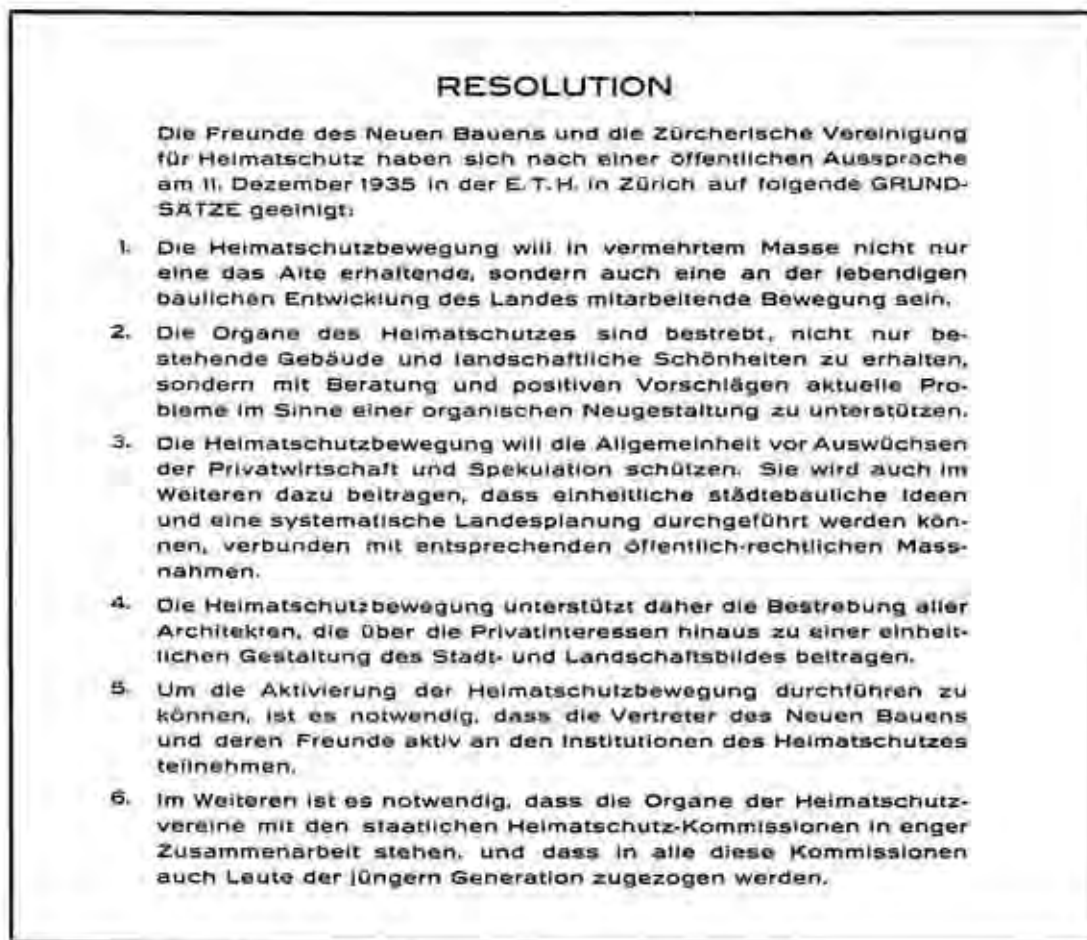 RESOLUTION
Die Freunde des Neuen Bauens und die Zürcherische Vereinigung
für Heimatschutz haben sich nach einer öffentlichen Aussprache
am 11. Dezember 1935 in der E.T.H. in Zürich auf folgende GRUND-
SÄTZE geeinigt:
1. Die Heimatschutzbewegung will in vermehrtem Masse nicht nur
eine das Alte erhaltende, sondern auch eine an der lebendigen
baulichen Entwicklung des Landes mitarbeitende Bewegung sein.
2. Die Organe des Heimatschutzes sind bestrebt, nicht nur be-
stehende Gebäude und landschaftliche Schönheiten zu erhalten,
sondern mit Beratung und positiven Vorschlägen aktuelle Pro-
bleme im Sinne einer organischen Neugestaltung zu unterstützen.
3. Die Heimatschutzbewegung will die Allgemeinheit vor Auswüchsen
der Privatwirtschaft und Spekulation schützen. Sie wird auch im
Weiteren dazu beitragen, dass einheitliche städtebauliche Ideen
und eine systematische Landesplanung durchgeführt werden kön-
nen, verbunden mit entsprechenden öffentlich-rechtlichen Mass-
nahmen.
4. Die Heimatschutzbewegung unterstützt daher die Bestrebung aller
Architekten, die über die Privatinteressen hinaus zu einer einheit-
lichen Gestaltung des Stadt- und Landschaftsbildes beitragen.
5. Um die Aktivierung der Heimatschutzbewegung durchführen zu
können, ist es notwendig, dass die Vertreter des Neuen Bauens
und deren Freunde aktiv an den Institutionen des Heimatschutzes
teilnehmen.
6. Im Weiteren ist es notwendig, dass die Organe der Heimatschutz-
vereine mit den staatlichen Heimatschutz-Kommissionen in enger
Zusammenarbeit stehen, und dass in alle diese Kommissionen
auch Leute der jüngern Generation zugezogen werden.